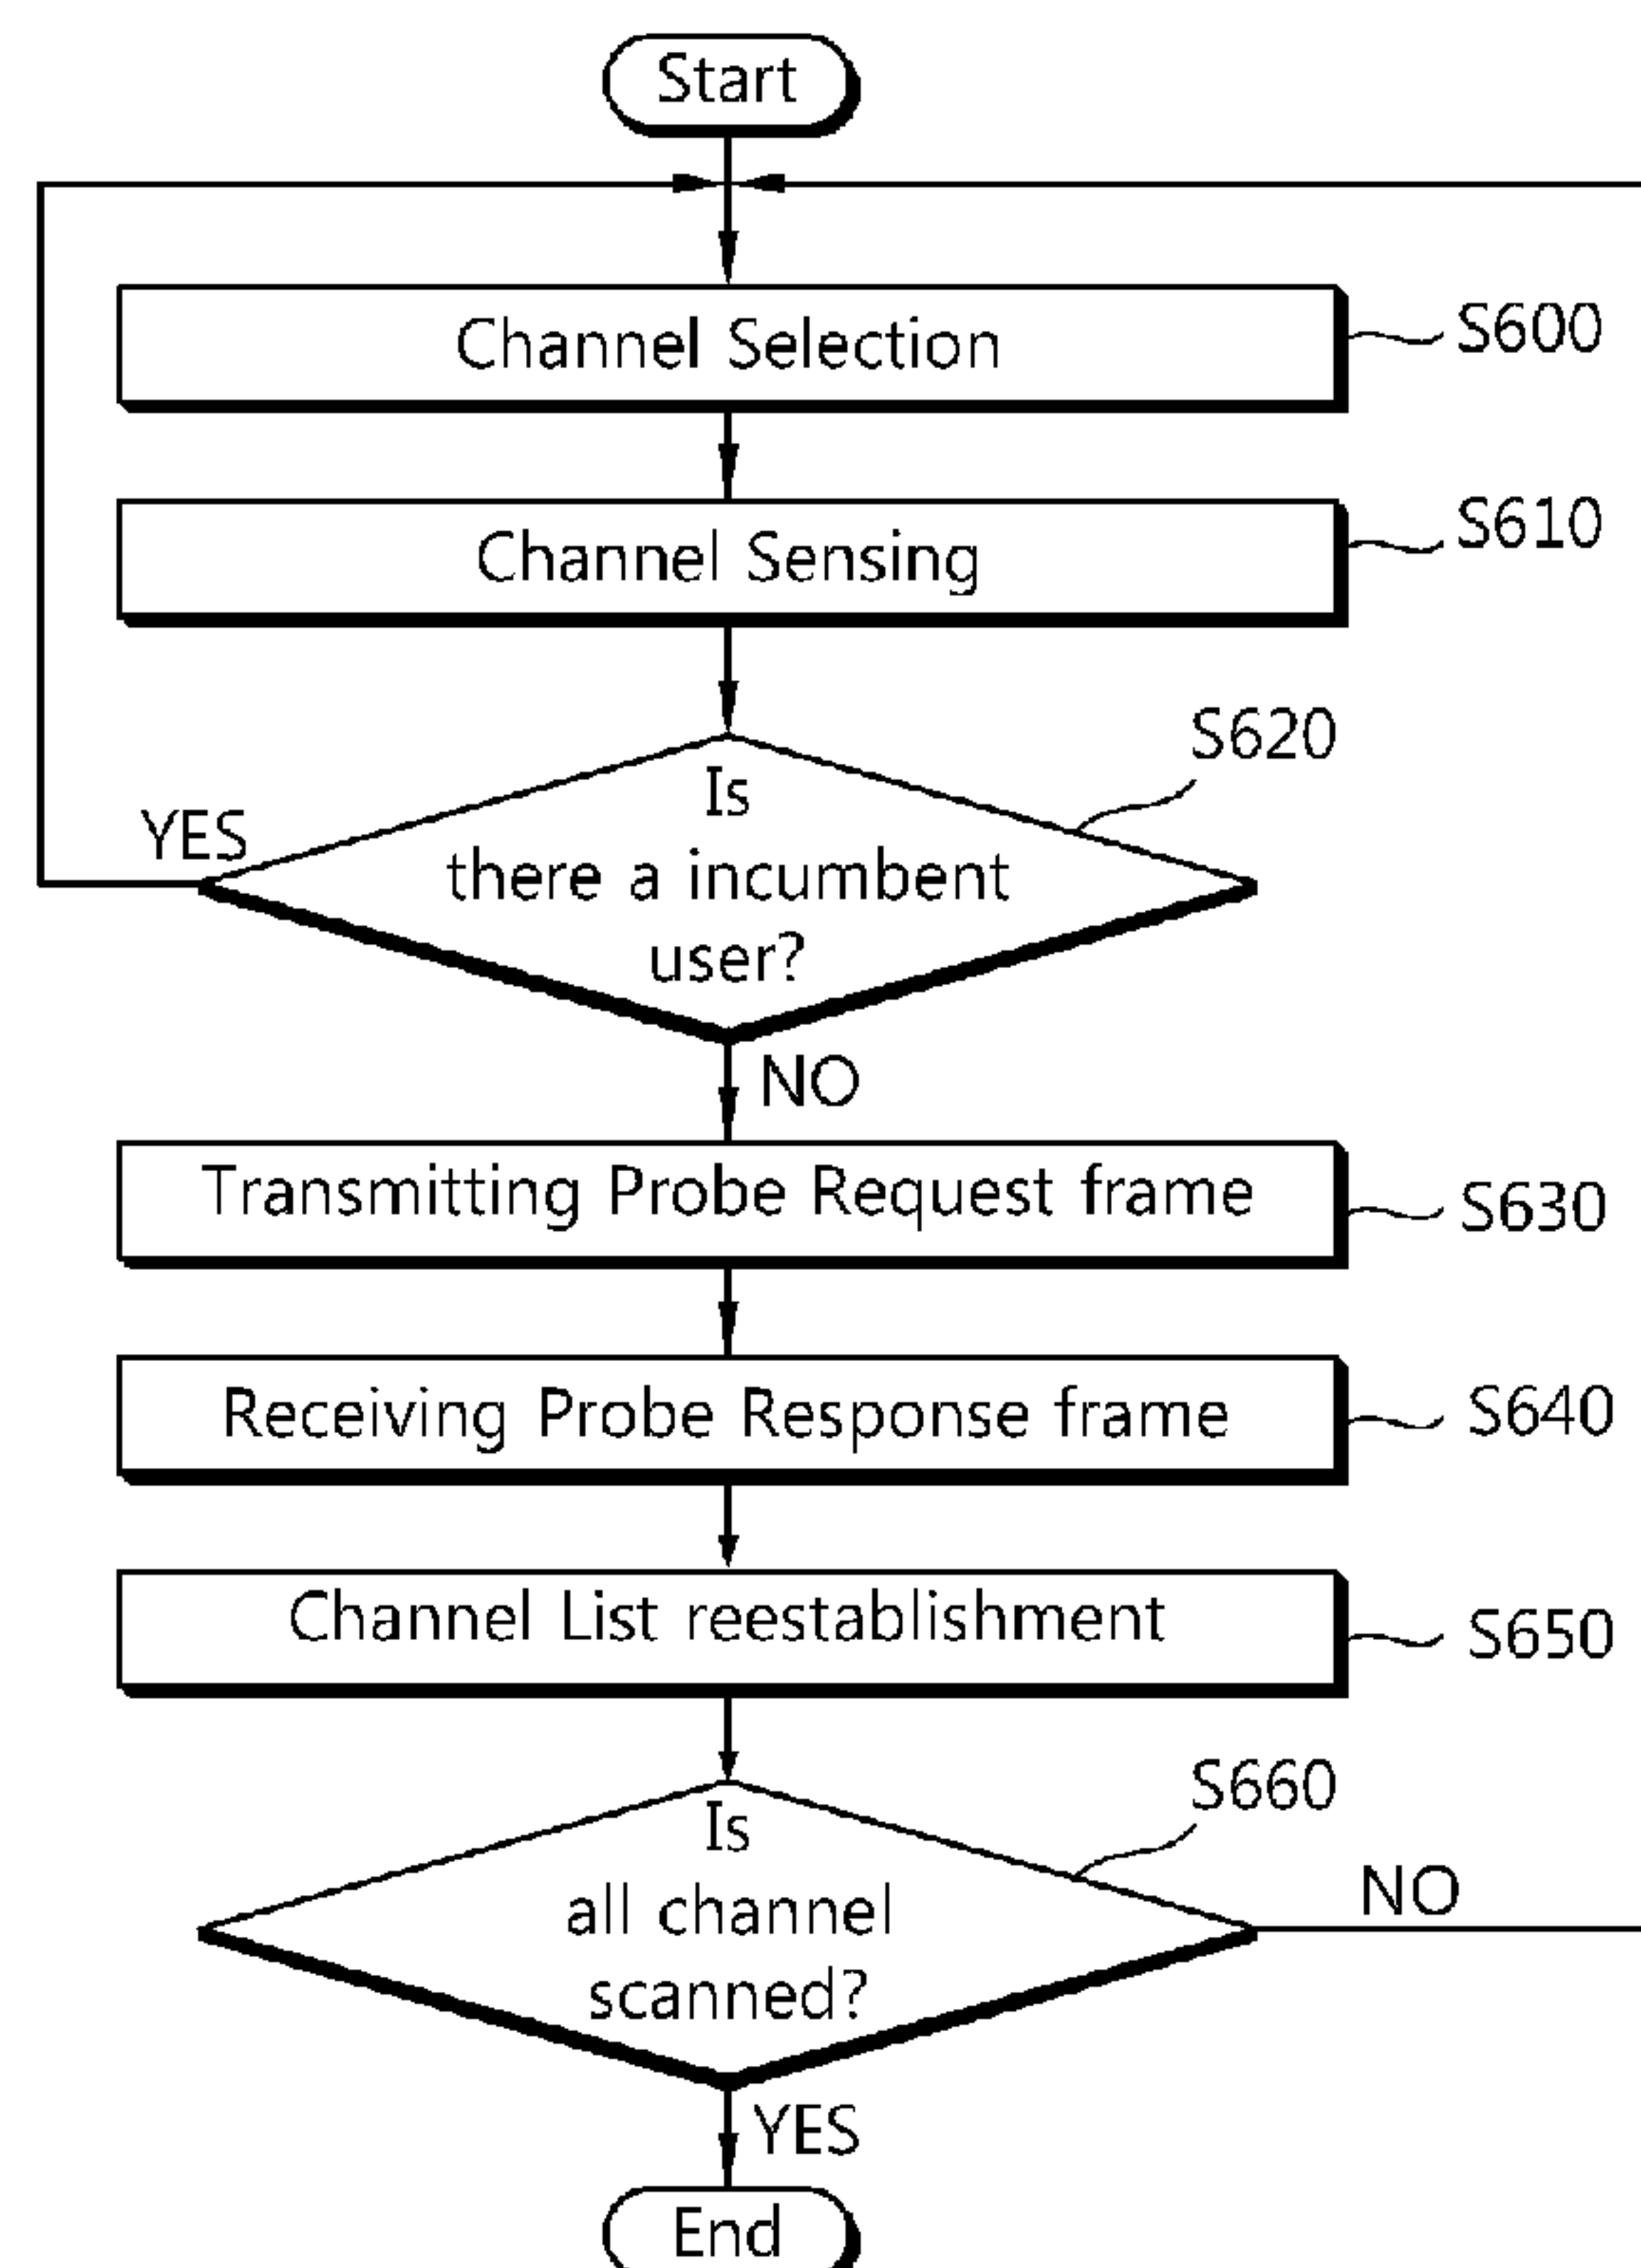 Start
Channel Selection
S600
Channel Sensing
S610
S620
Is
there a incumbent
user?
YES
NO
Transmitting Probe Request frame
S630
Receiving Probe Response frame
S640
Channel List reestablishment
S650
S660
Is
all channel
scanned?
NO
YES
End